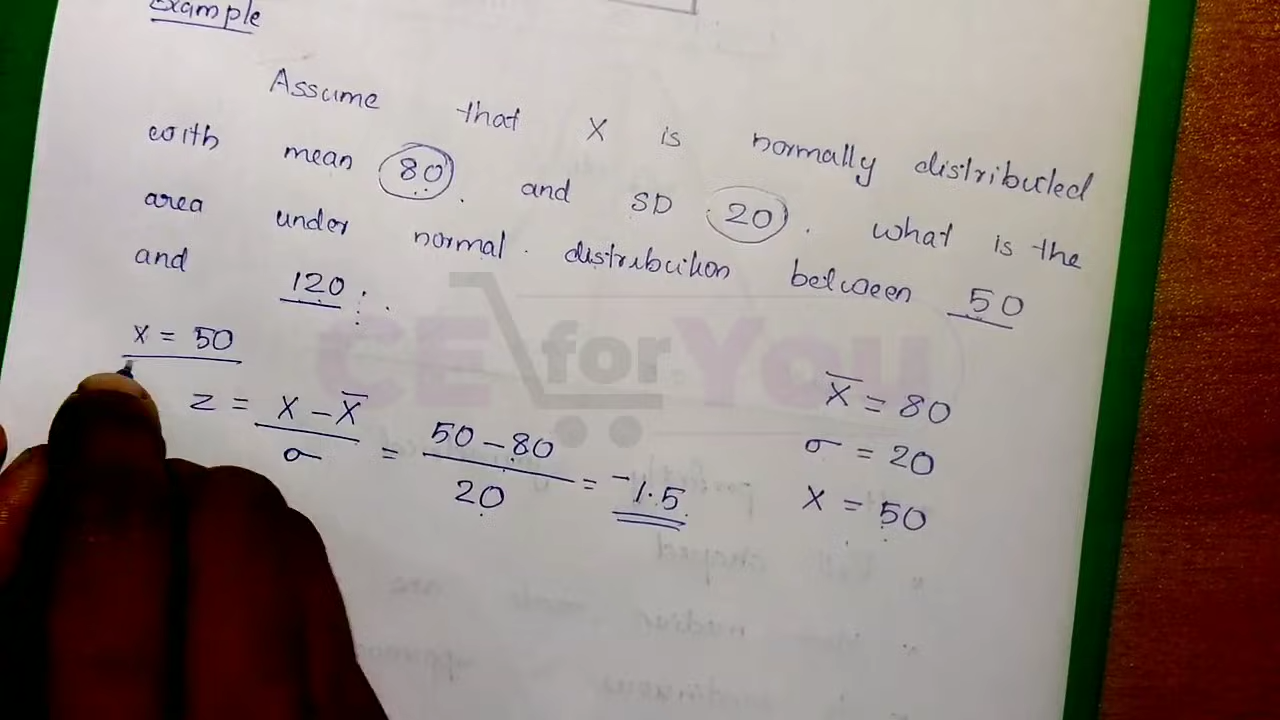 Example
Assume that X is normally distributed
with mean 80. and SD 20. what is the
area under normal. distribution between 50
and 120:.
x = 50
z = X - X̅ / σ = 50 - 80 / 20 = -1.5
X̅ = 80
σ = 20
X = 50
CE for You